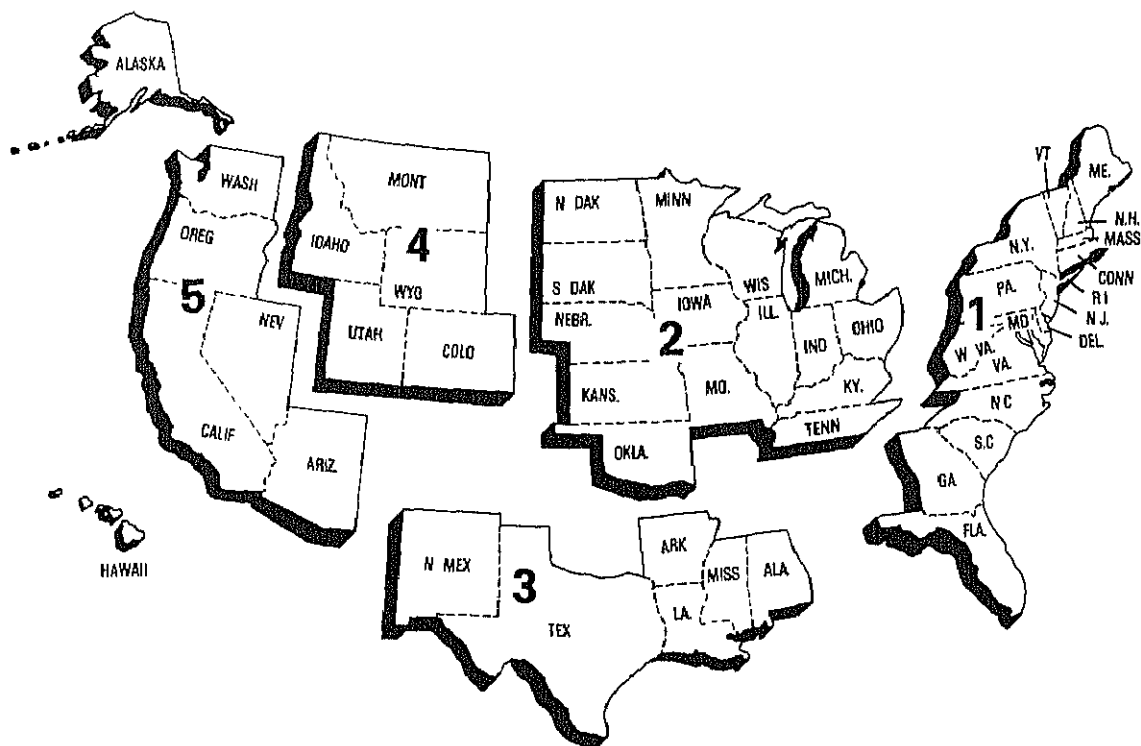 ALASKA
WASH
OREG
5
NEV
CALIF
ARIZ.
HAWAII
MONT
IDAHO
4
WYO
UTAH
COLO
N DAK
MINN
S DAK
WIS
MICH.
NEBR.
IOWA
2
ILL.
IND
OHIO
KANS.
MO.
KY.
OKLA.
TENN
N MEX
3
TEX
ARK
LA.
MISS
ALA.
VT
ME.
N.H.
MASS
N.Y.
CONN
PA.
R I
1
N J.
MD.
DEL.
W VA.
VA.
N C
S.C
GA
FLA.